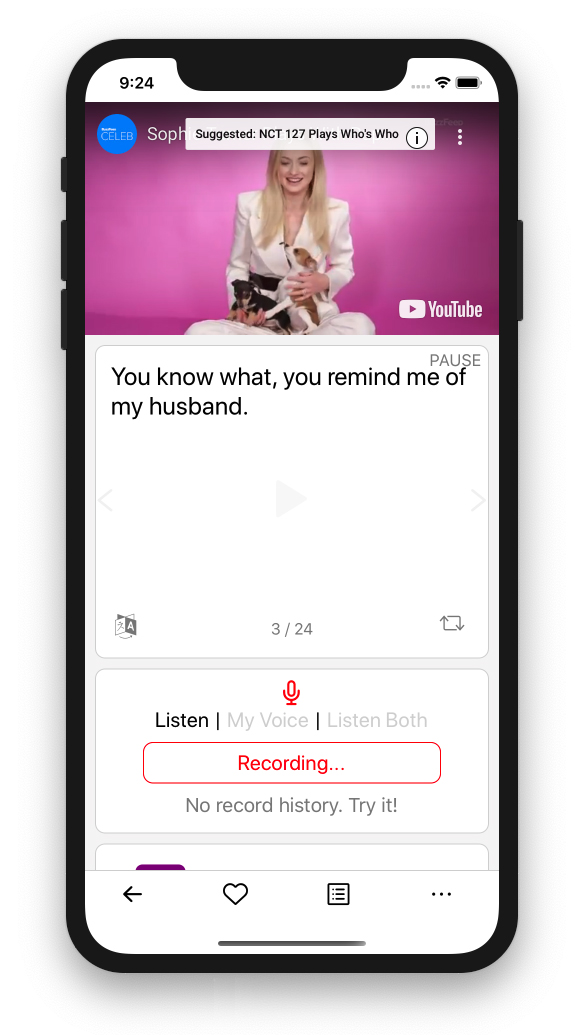 9:24
CELEB
Soph
Suggested: NCT 127 Plays Who's Who
YouTube
PAUSE
You know what, you remind me of
my husband.
文 A
3 / 24
Listen | My Voice | Listen Both
Recording...
No record history. Try it!